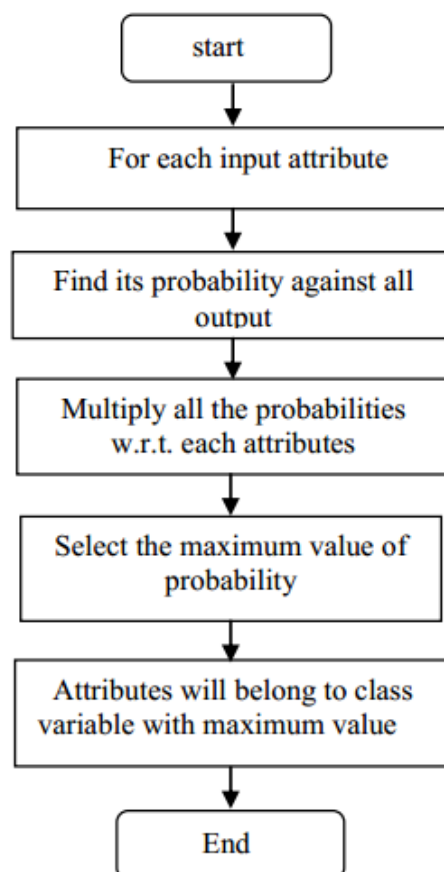 start
For each input attribute
Find its probability against all
output
Multiply all the probabilities
w.r.t. each attributes
Select the maximum value of
probability
Attributes will belong to class
variable with maximum value
End